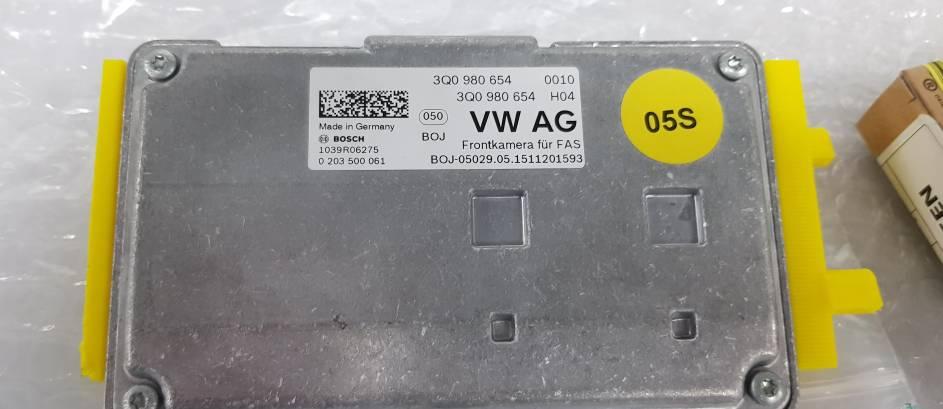 3Q0 980 654 0010
3Q0 980 654 H04
Made in Germany
BOSCH
1039R06275
0 203 500 061
050
BOJ
VW AG
Frontkamera für FAS
BOJ-05029.05.1511201593
05S